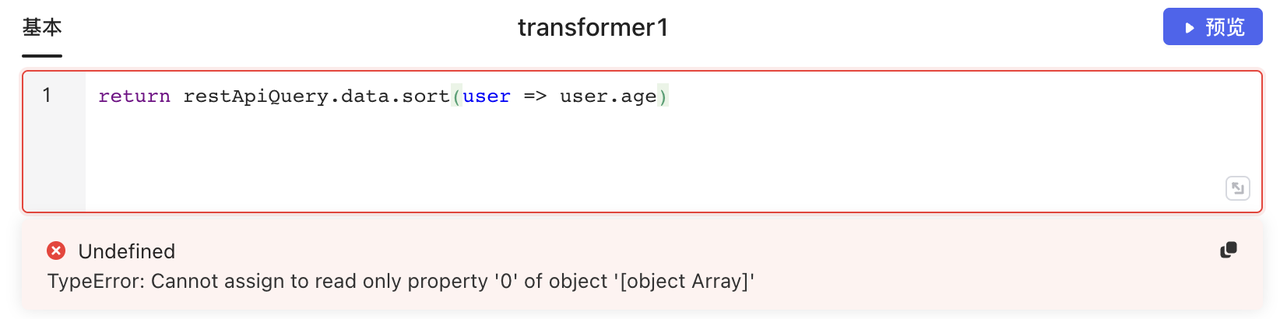 基本
transformer1
预览
1
return restApiQuery.data.sort(user => user.age)
Undefined
TypeError: Cannot assign to read only property '0' of object '[object Array]'